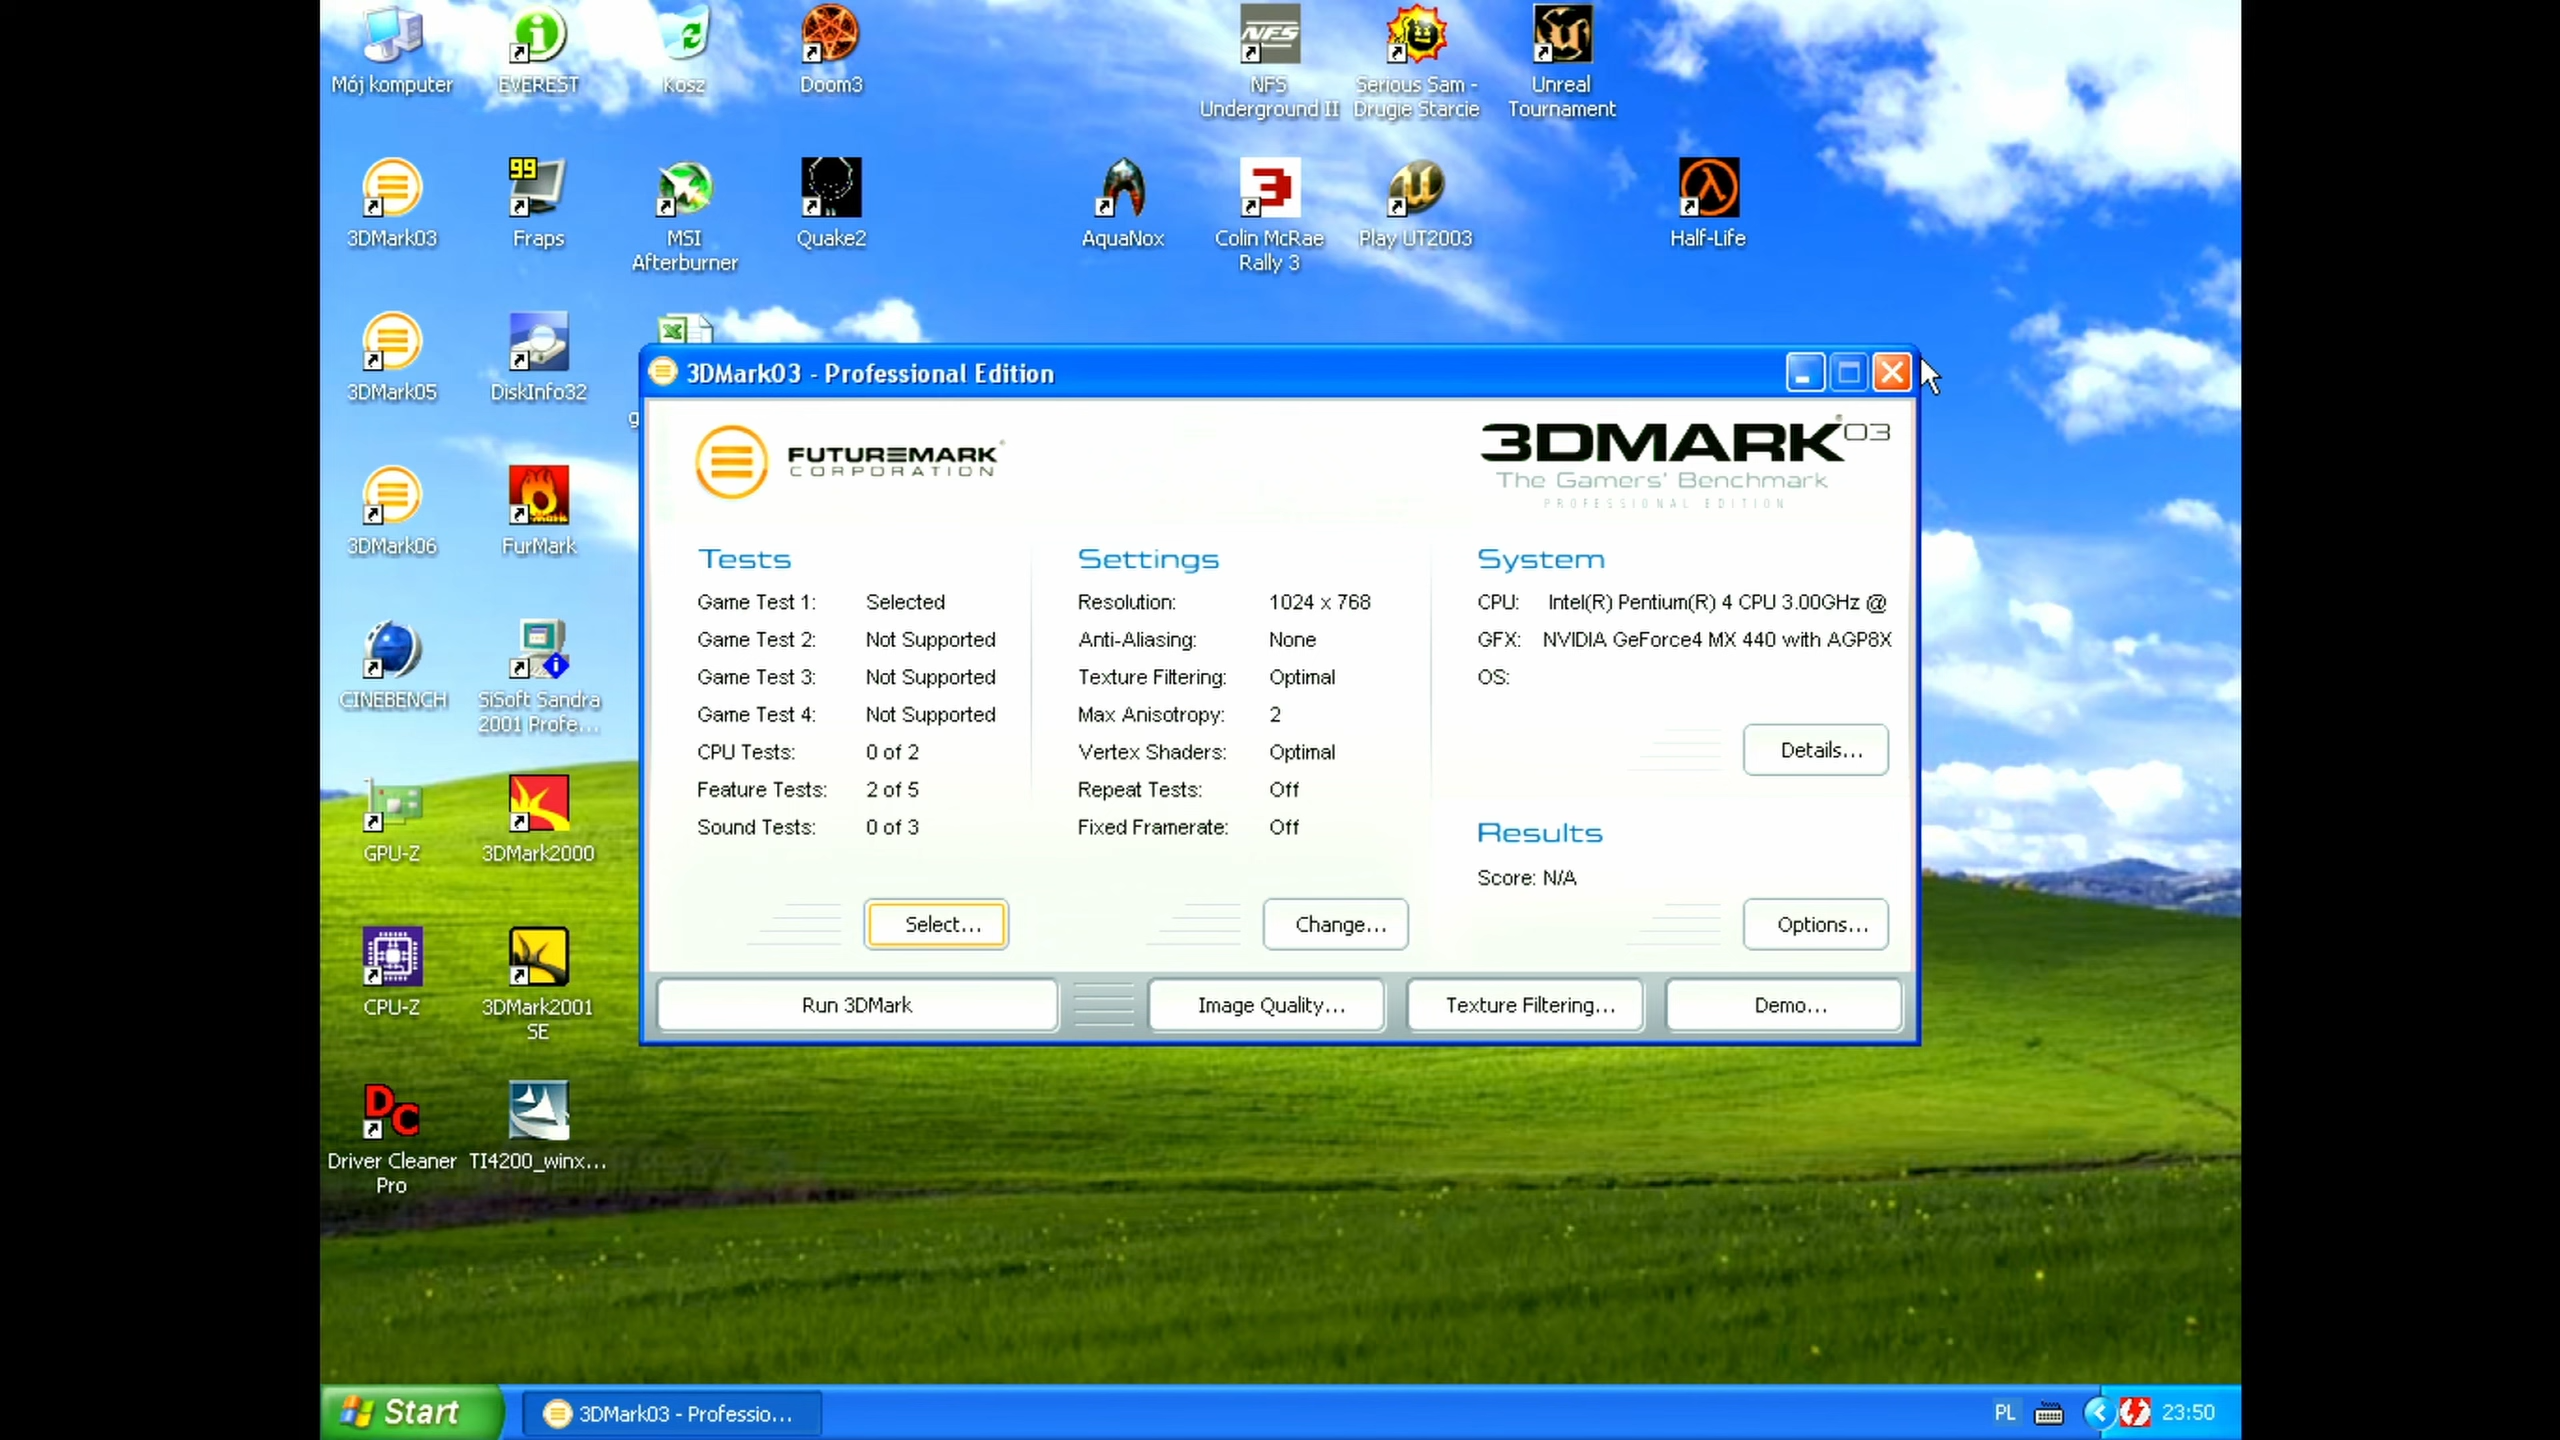 Mój komputer
EVEREST
Kosz
Doom3
NFS
Underground II
Serious Sam -
Drugie Starcie
Unreal
Tournament
99
3DMark03
Fraps
MSI
Afterburner
Quake2
AquaNox
3
Colin McRae
Rally 3
Play UT2003
Half-Life
3DMark05
DiskInfo32
g
3DMark03 - Professional Edition
FUTUREMARK
CORPORATION
3DMARK®03
The Gamers' Benchmark
PROFESSIONAL EDITION
3DMark06
FurMark
Tests
Game Test 1: Selected
Game Test 2: Not Supported
Game Test 3: Not Supported
Game Test 4: Not Supported
CPU Tests: 0 of 2
Feature Tests: 2 of 5
Sound Tests: 0 of 3
Select...
Settings
Resolution: 1024 x 768
Anti-Aliasing: None
Texture Filtering: Optimal
Max Anisotropy: 2
Vertex Shaders: Optimal
Repeat Tests: Off
Fixed Framerate: Off
Change...
System
CPU: Intel(R) Pentium(R) 4 CPU 3.00GHz @
GFX: NVIDIA GeForce4 MX 440 with AGP8X
OS:
Details...
Results
Score: N/A
Options...
Run 3DMark
Image Quality...
Texture Filtering...
Demo...
CINEBENCH
SiSoft Sandra
2001 Profe...
GPU-Z
3DMark2000
CPU-Z
3DMark2001
SE
DC
Driver Cleaner
Pro
TI4200_winx...
Start
3DMark03 - Professio...
PL
23:50